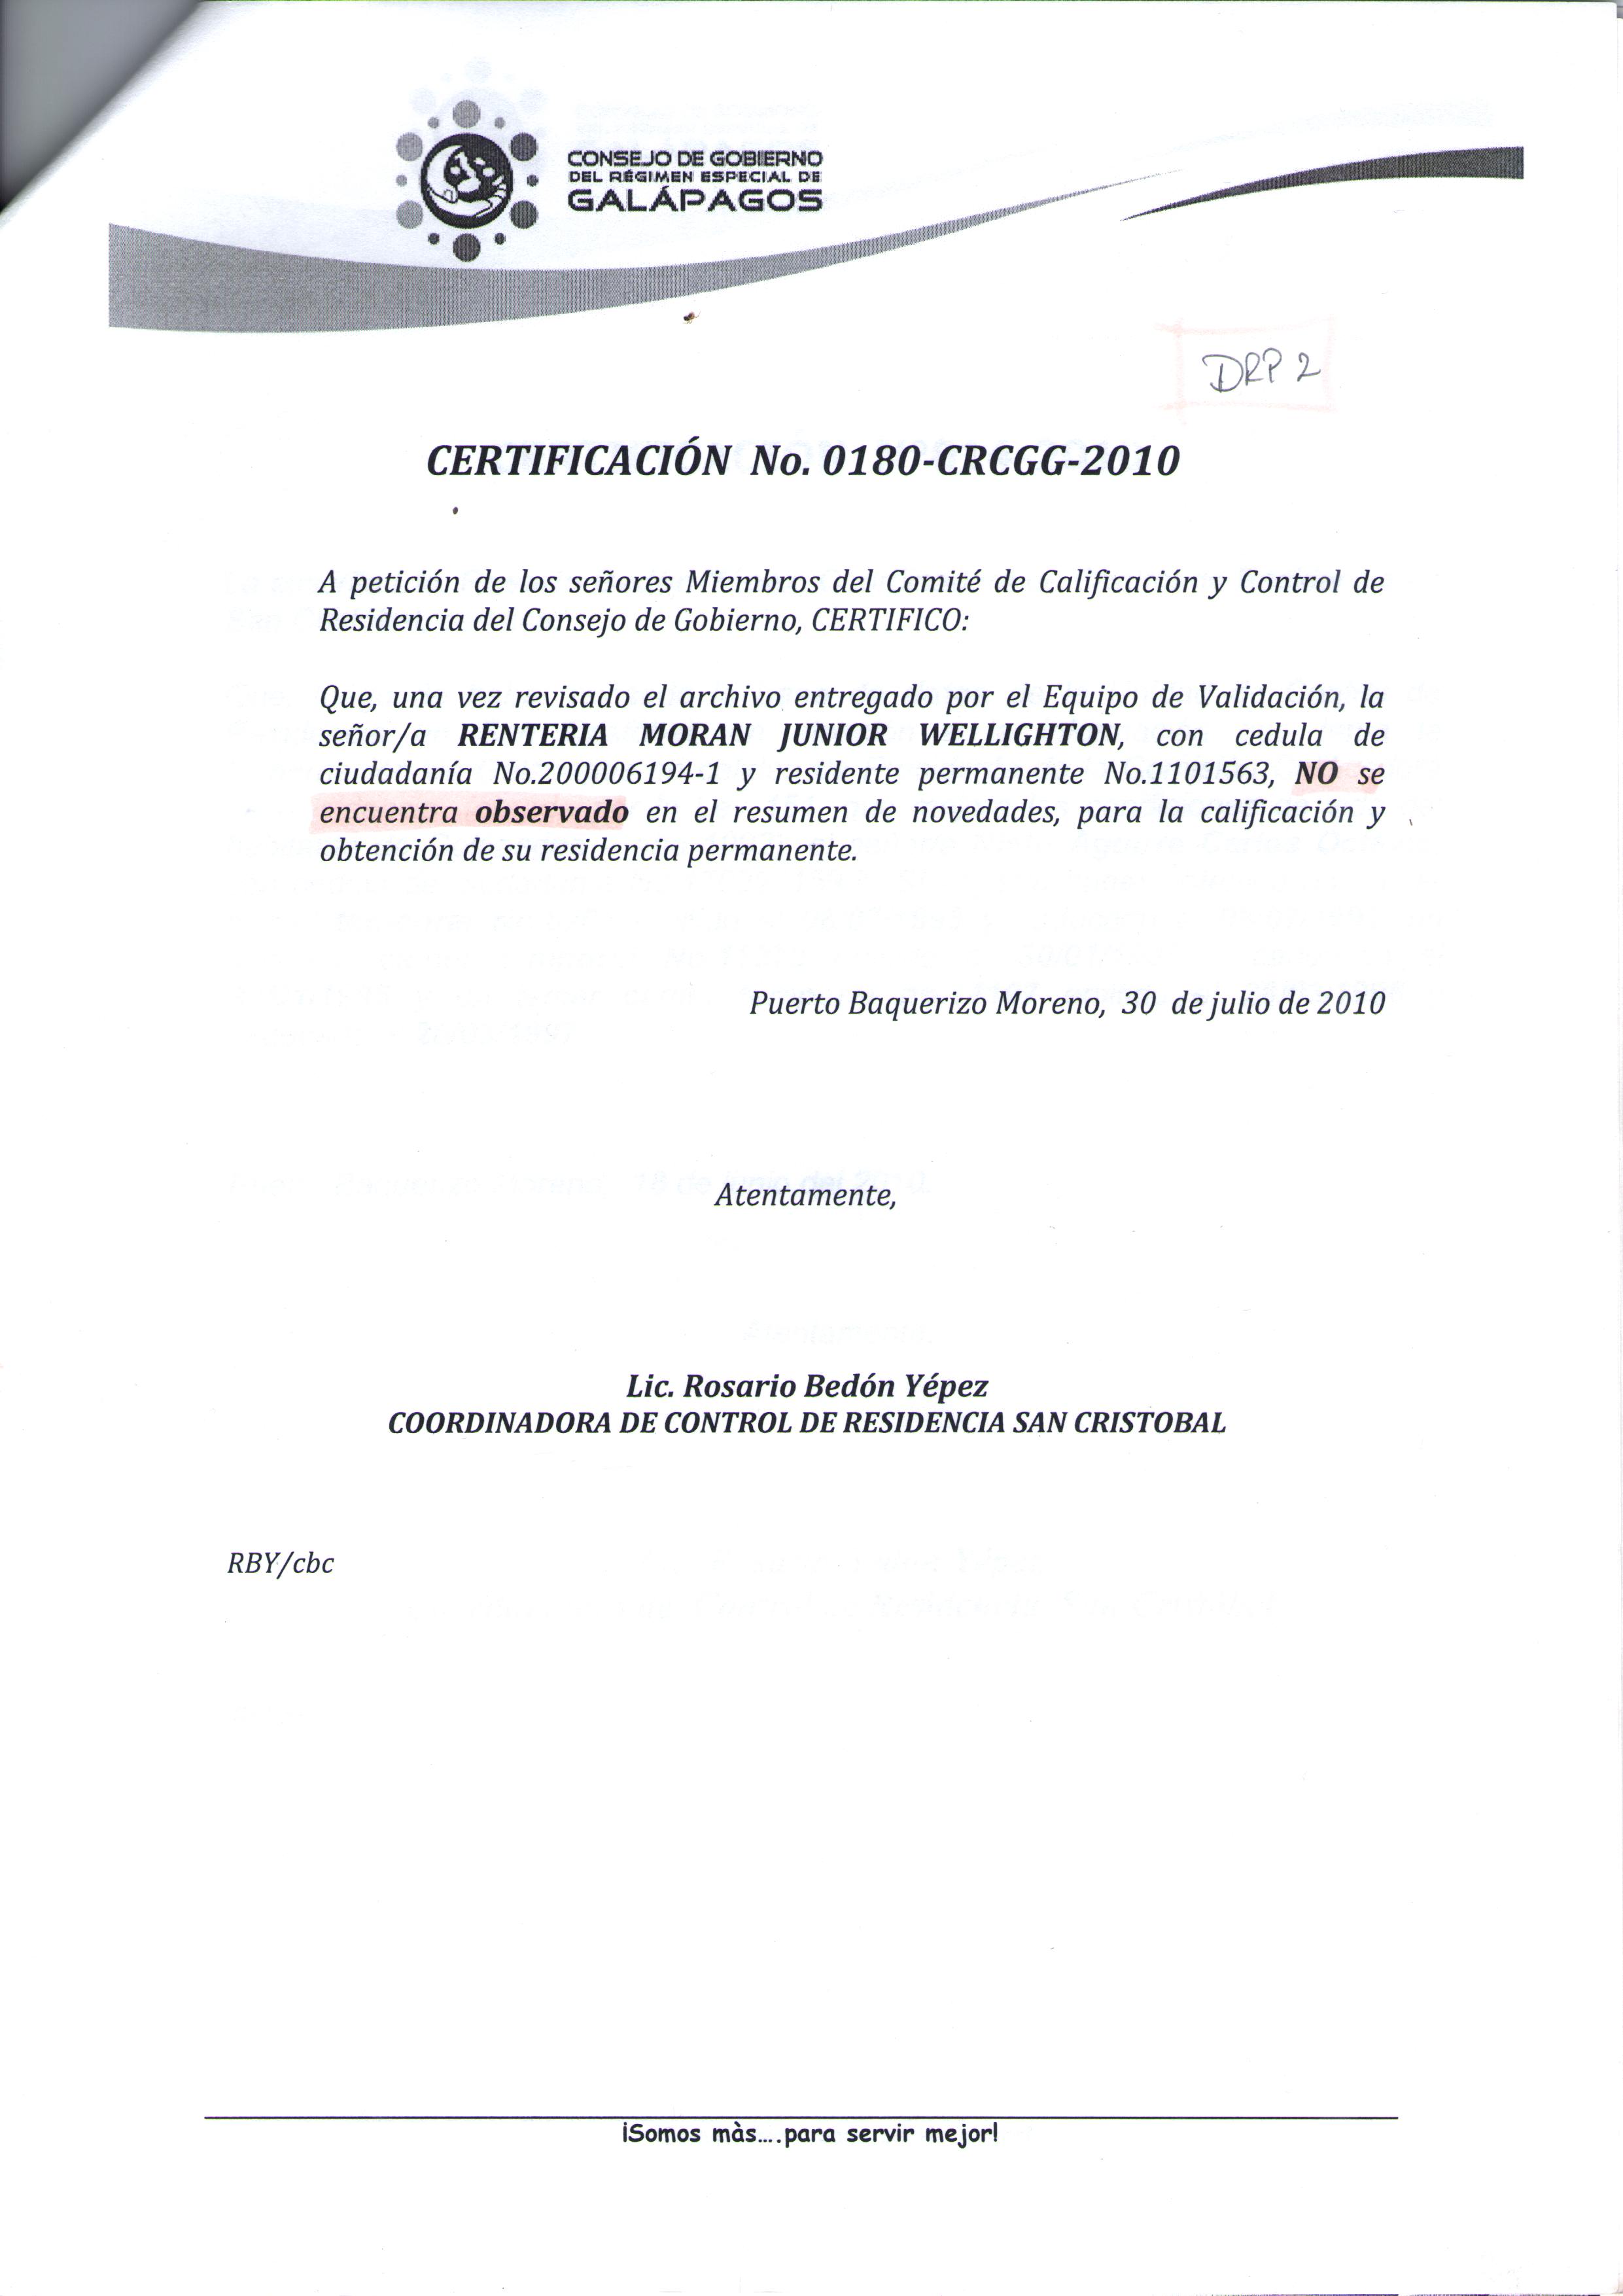 CONSEJO DE GOBIERNO
DEL RÉGIMEN ESPECIAL DE
GALÁPAGOS
DRP 2
CERTIFICACIÓN No. 0180-CRCGG-2010
A petición de los señores Miembros del Comité de Calificación y Control de
Residencia del Consejo de Gobierno, CERTIFICO:
Que, una vez revisado el archivo entregado por el Equipo de Validación, la
señor/a RENTERIA MORAN JUNIOR WELLIGHTON, con cedula de
ciudadanía No.200006194-1 y residente permanente No.1101563, NO se
encuentra observado en el resumen de novedades, para la calificación y
obtención de su residencia permanente.
Puerto Baquerizo Moreno, 30 de julio de 2010
Atentamente,
Lic. Rosario Bedón Yépez
COORDINADORA DE CONTROL DE RESIDENCIA SAN CRISTOBAL
RBY/cbc
¡Somos màs....para servir mejor!